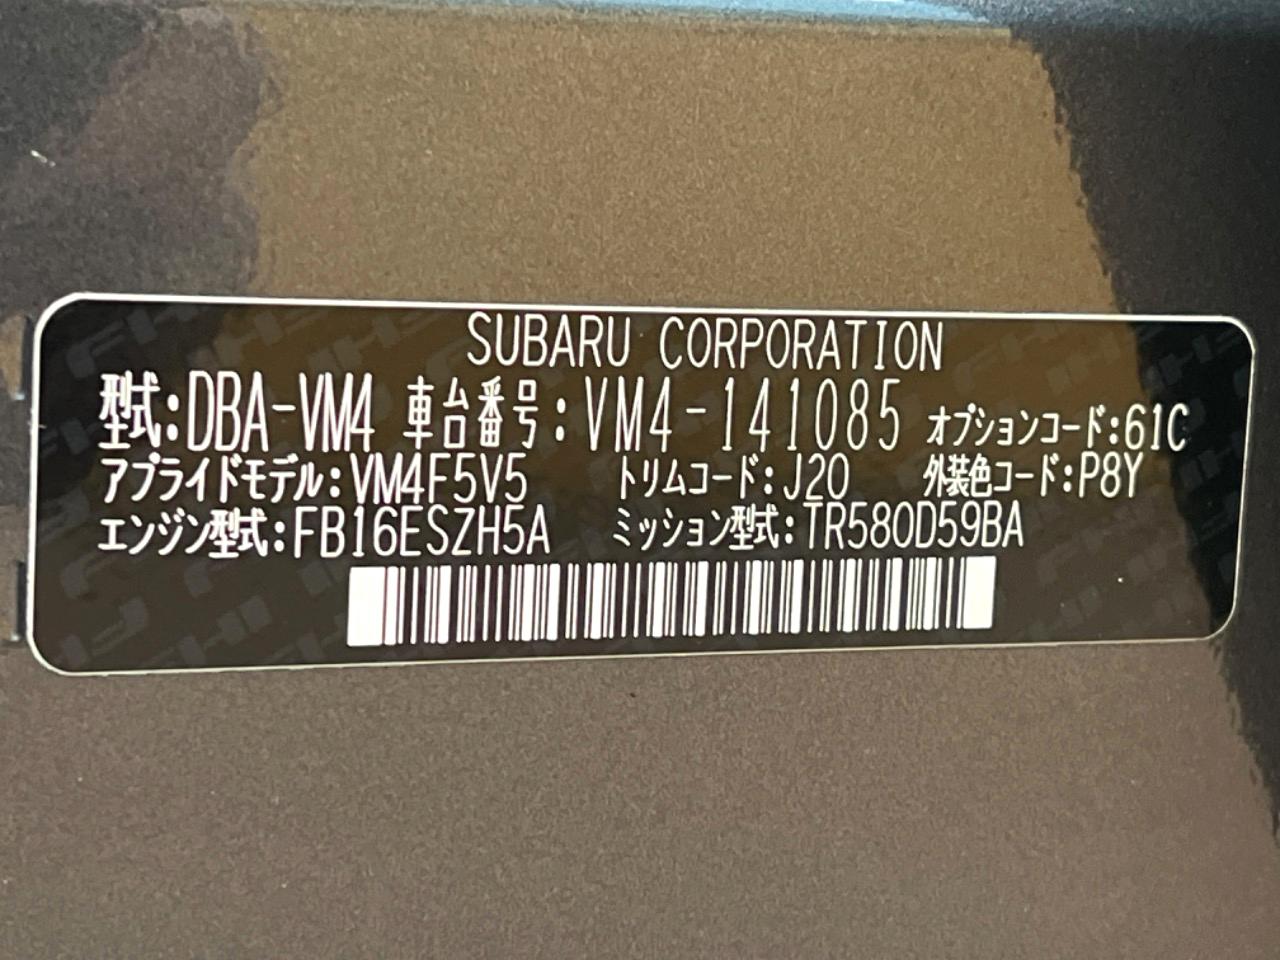 SUBARU CORPORATION
型式:DBA-VM4 車台番号:VM4-141085 オプションコード:61C
アプライドモデル:VM4F5V5 トリムコード:J20 外装色コード:P8Y
エンジン型式:FB16ESZH5A ミッション型式:TR580D59BA